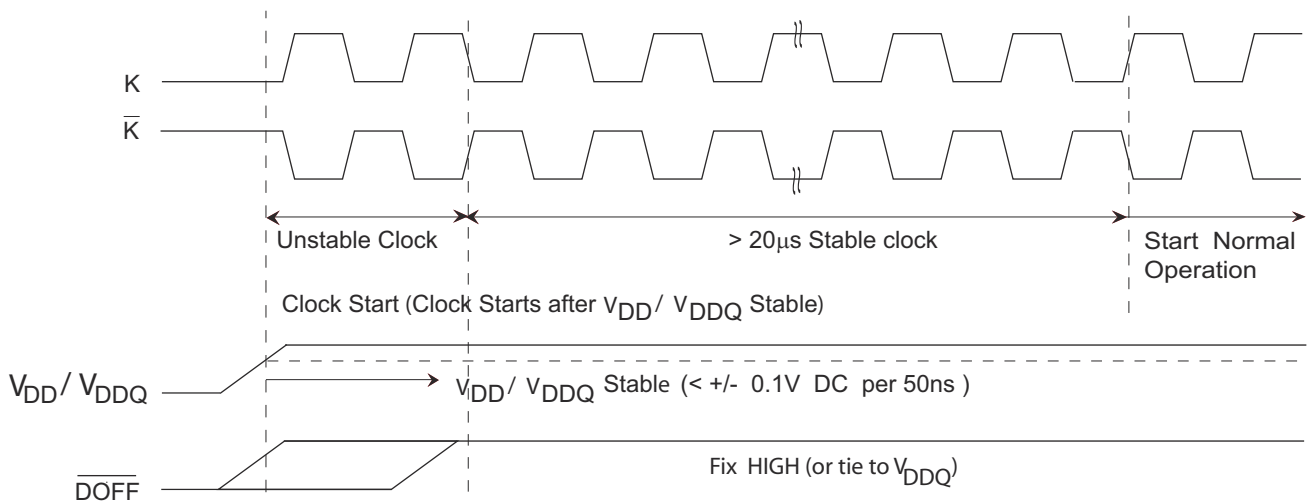 K
K̅
Unstable Clock
> 20μs Stable clock
Start Normal
Operation
Clock Start (Clock Starts after VDD/ VDDQ Stable)
VDD/ VDDQ
VDD/ VDDQ Stable (< +/- 0.1V DC per 50ns )
D̅O̅F̅F̅
Fix HIGH (or tie to VDDQ)